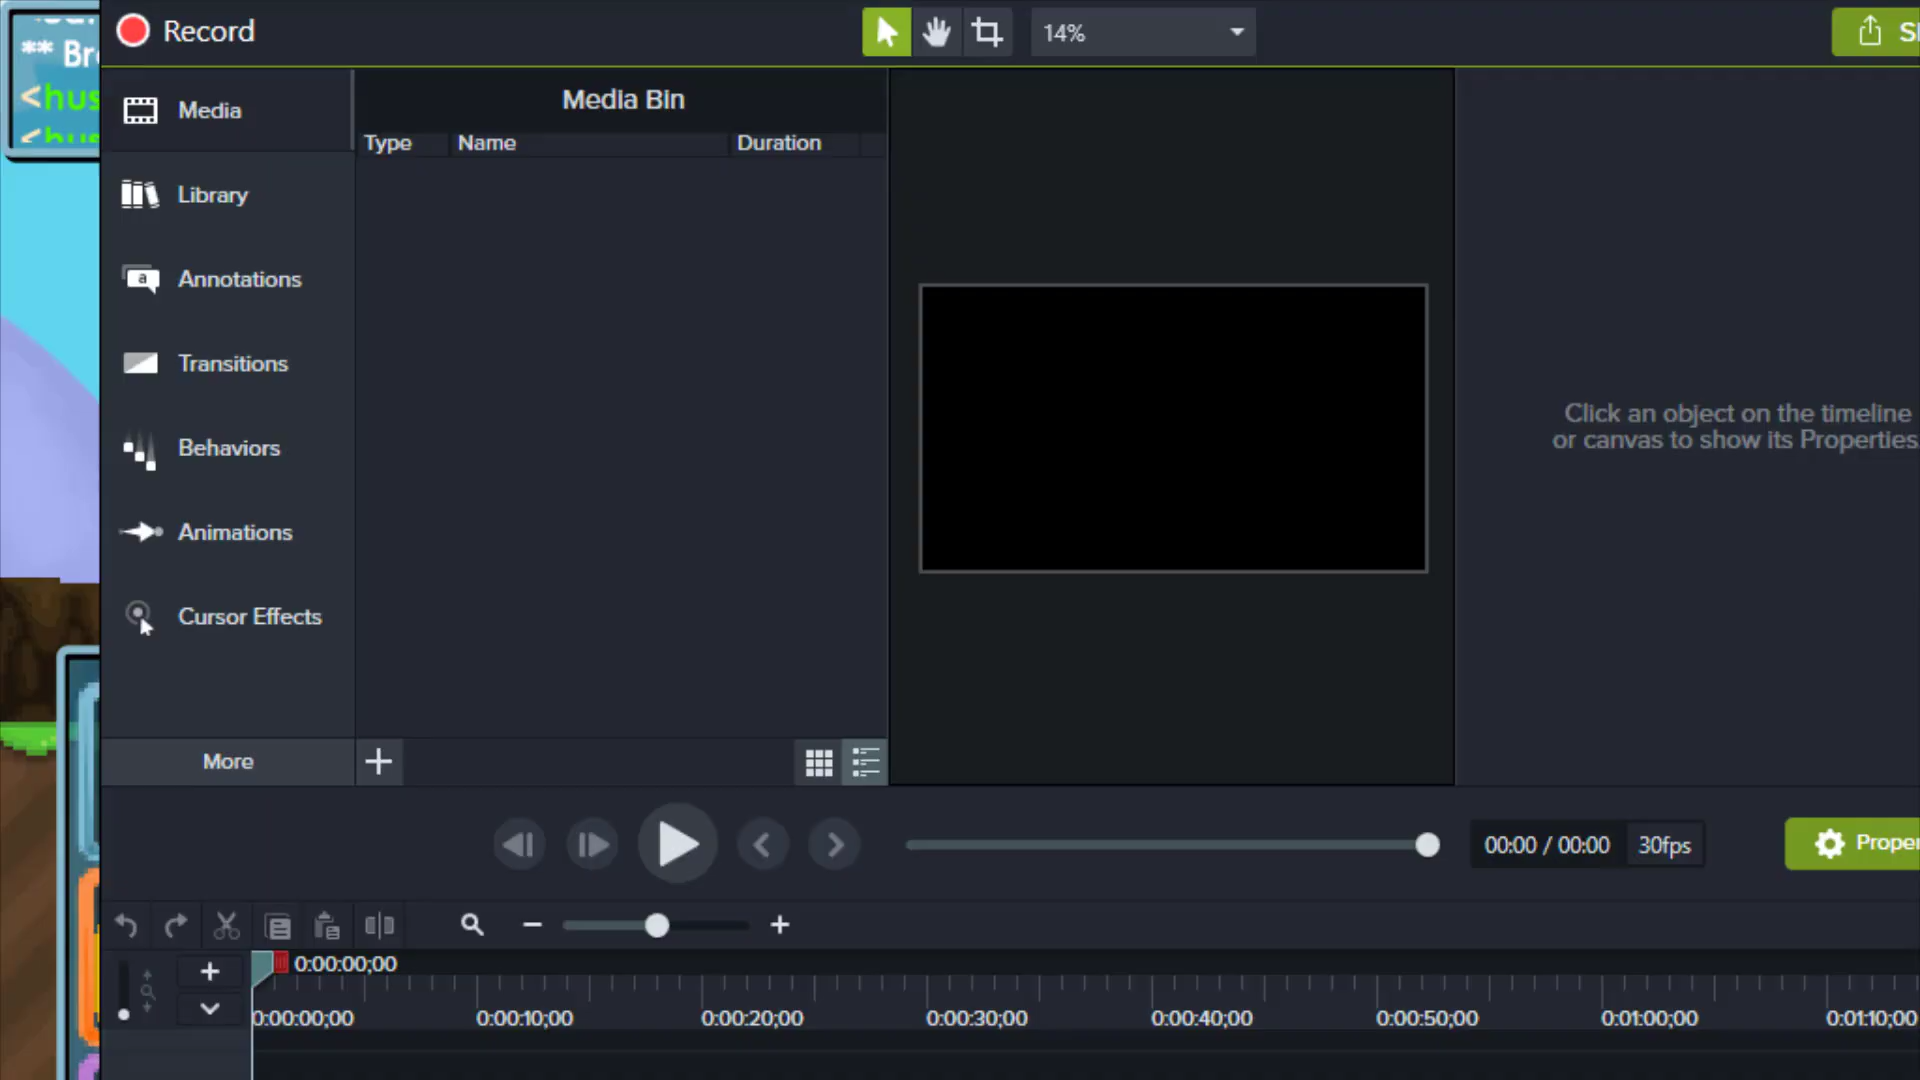 Record
14%
** Br
<hus
Media
Media Bin
Type Name Duration
Library
Annotations
Transitions
Click an object on the timeline
or canvas to show its Properties.
Behaviors
Animations
Cursor Effects
More
00:00 / 00:00 30fps
Proper
0:00:00;00
0:00:00;00 0:00:10;00 0:00:20;00 0:00:30;00 0:00:40;00 0:00:50;00 0:01:00;00 0:01:10;00